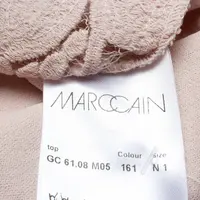 MARCCAIN
top Colour size
GC 61.08 M05 161 N 1